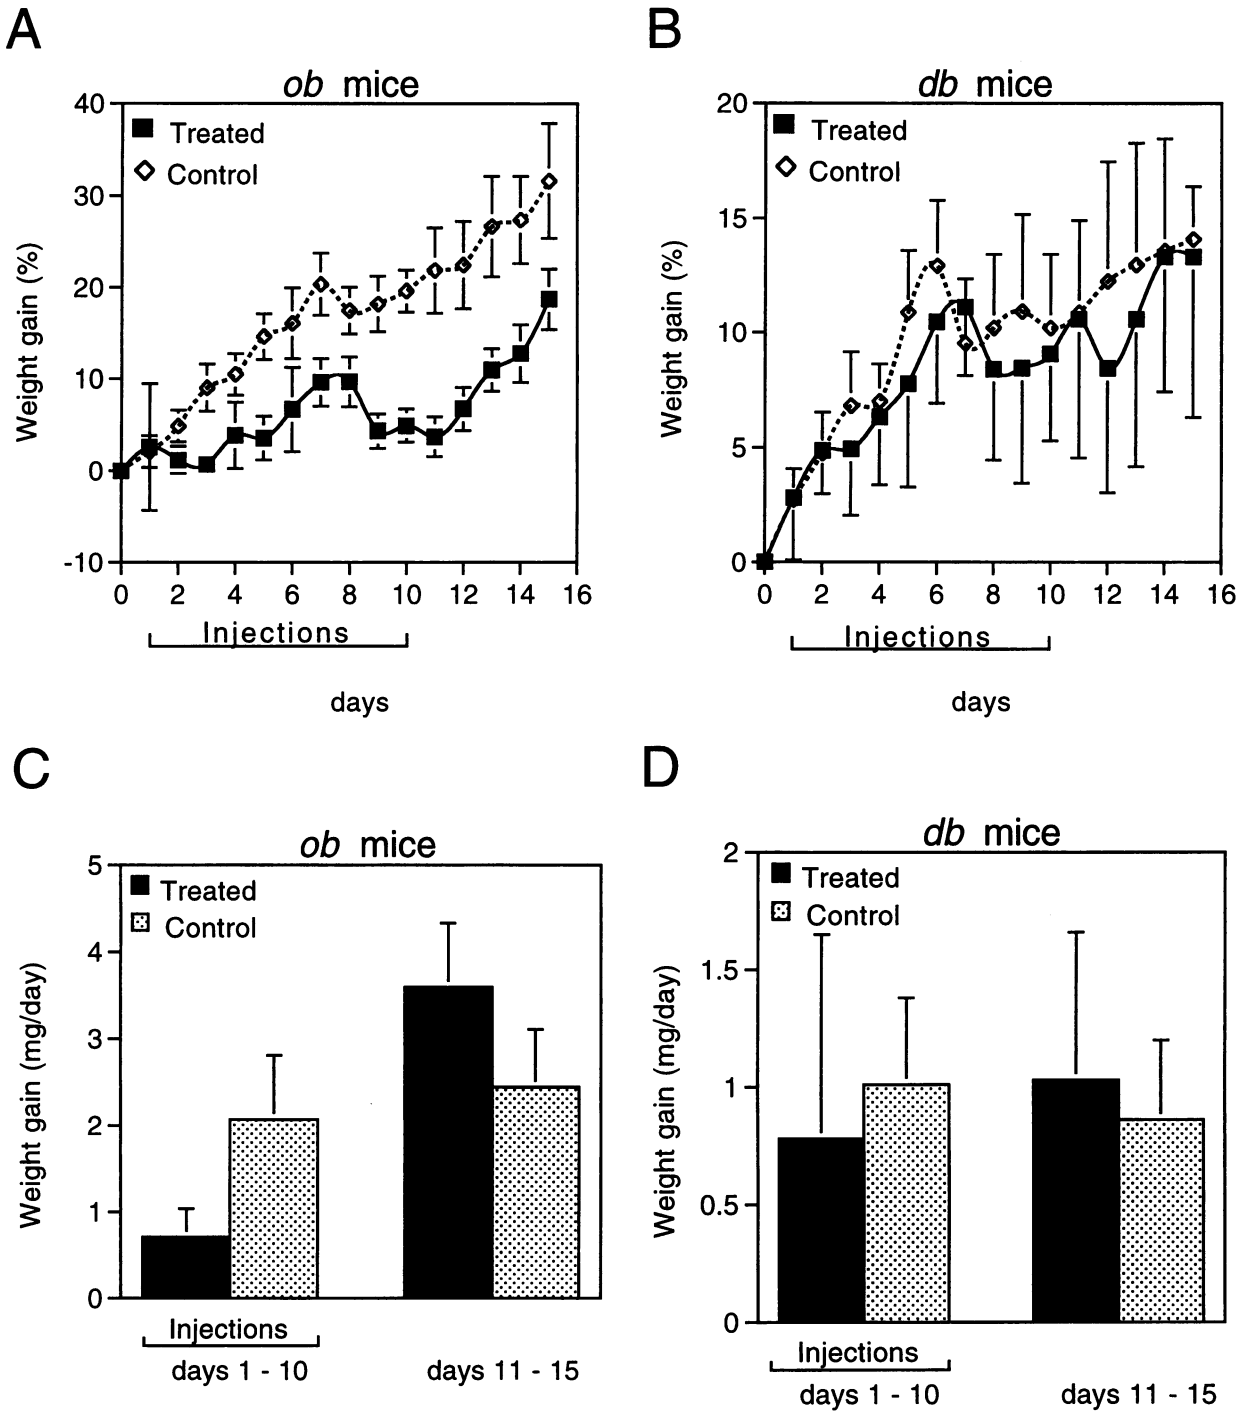 A
ob mice
Treated
Control
Weight gain (%)
40
30
20
10
0
-10
0 2 4 6 8 10 12 14 16
Injections
days
B
db mice
Treated
Control
Weight gain (%)
20
15
10
5
0
0 2 4 6 8 10 12 14 16
Injections
days
C
ob mice
Treated
Control
Weight gain (mg/day)
5
4
3
2
1
0
Injections
days 1 - 10 days 11 - 15
D
db mice
Treated
Control
Weight gain (mg/day)
2
1.5
1
0.5
0
Injections
days 1 - 10 days 11 - 15